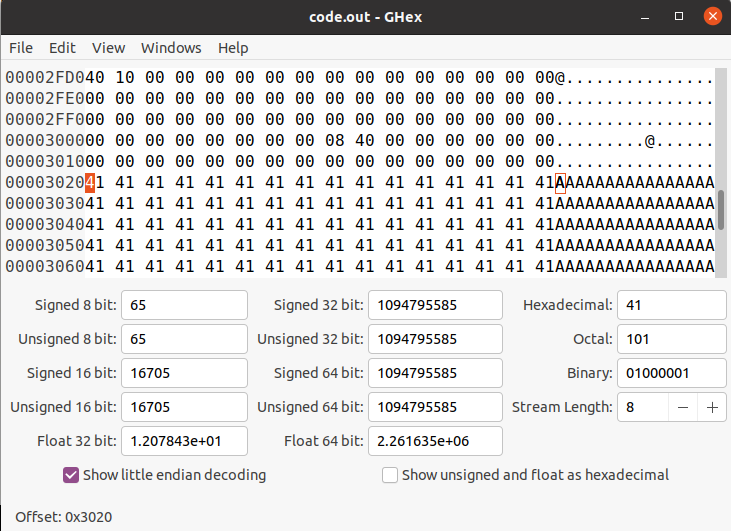 code.out - GHex
File Edit View Windows Help
00002FD040 10 00 00 00 00 00 00 00 00 00 00 00 00 00 00@...............
00002FE000 00 00 00 00 00 00 00 00 00 00 00 00 00 00 00................
00002FF000 00 00 00 00 00 00 00 00 00 00 00 00 00 00 00................
0000300000 00 00 00 00 00 00 00 08 40 00 00 00 00 00 00.........@......
0000301000 00 00 00 00 00 00 00 00 00 00 00 00 00 00 00................
0000302041 41 41 41 41 41 41 41 41 41 41 41 41 41 41 41AAAAAAAAAAAAAAAA
0000303041 41 41 41 41 41 41 41 41 41 41 41 41 41 41 41AAAAAAAAAAAAAAAA
0000304041 41 41 41 41 41 41 41 41 41 41 41 41 41 41 41AAAAAAAAAAAAAAAA
0000305041 41 41 41 41 41 41 41 41 41 41 41 41 41 41 41AAAAAAAAAAAAAAAA
0000306041 41 41 41 41 41 41 41 41 41 41 41 41 41 41 41AAAAAAAAAAAAAAAA
Signed 8 bit: 65 Signed 32 bit: 1094795585 Hexadecimal: 41
Unsigned 8 bit: 65 Unsigned 32 bit: 1094795585 Octal: 101
Signed 16 bit: 16705 Signed 64 bit: 1094795585 Binary: 01000001
Unsigned 16 bit: 16705 Unsigned 64 bit: 1094795585 Stream Length: 8 − +
Float 32 bit: 1.207843e+01 Float 64 bit: 2.261635e+06
Show little endian decoding Show unsigned and float as hexadecimal
Offset: 0x3020